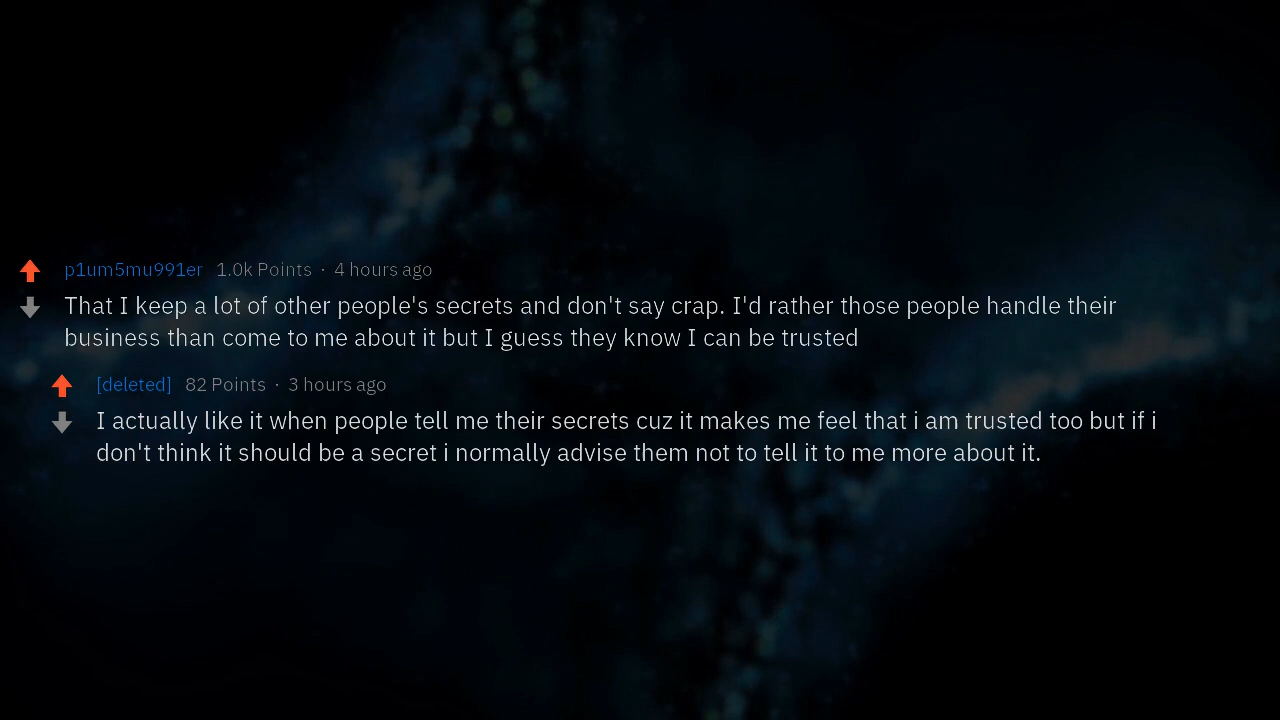 p1um5mu991er 1.0k Points · 4 hours ago
That I keep a lot of other people's secrets and don't say crap. I'd rather those people handle their
business than come to me about it but I guess they know I can be trusted
[deleted] 82 Points · 3 hours ago
I actually like it when people tell me their secrets cuz it makes me feel that i am trusted too but if i
don't think it should be a secret i normally advise them not to tell it to me more about it.